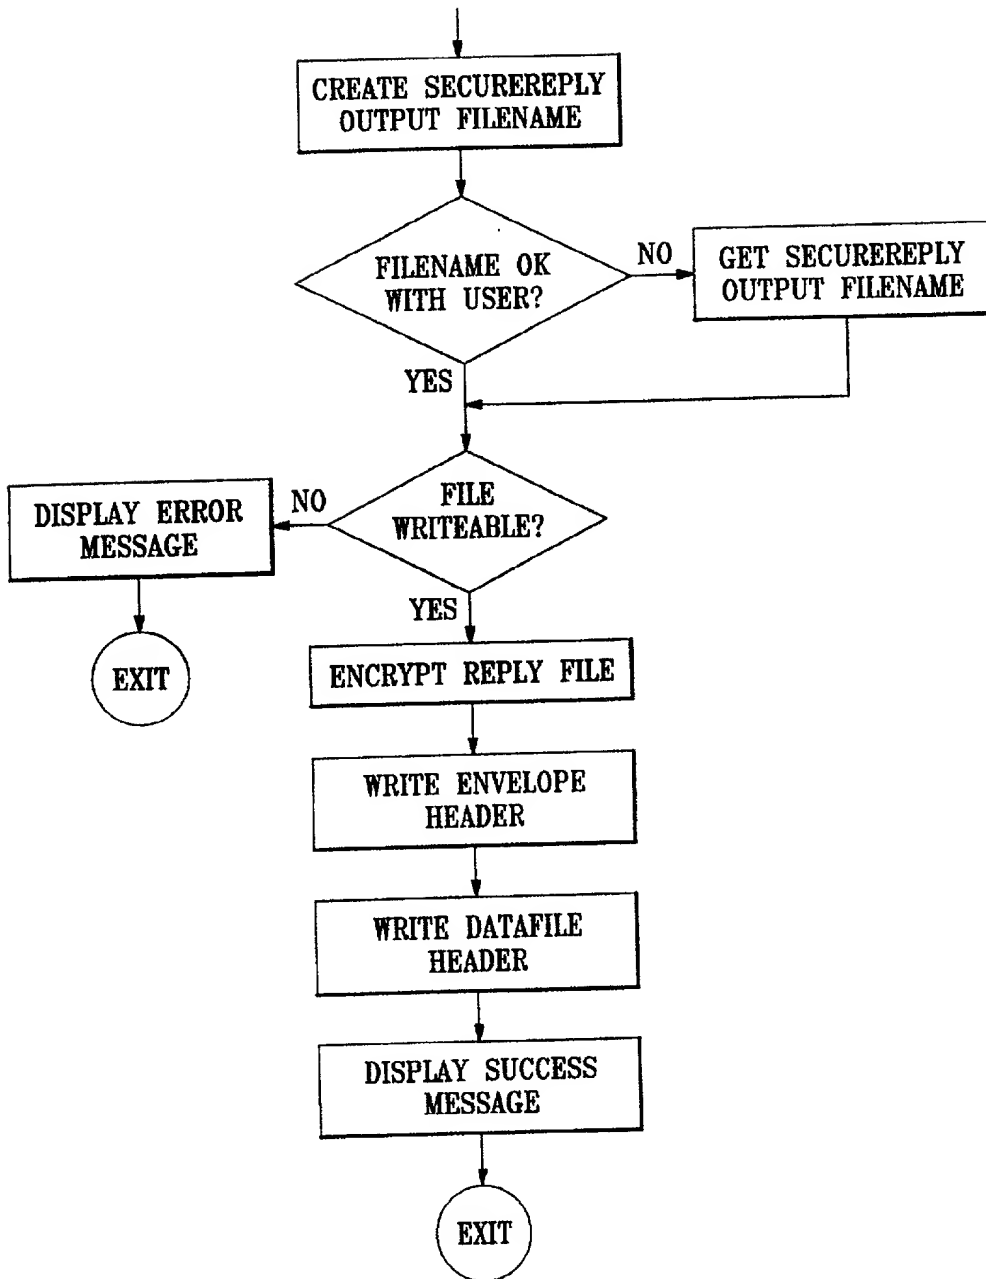 CREATE SECUREREPLY
OUTPUT FILENAME
FILENAME OK
WITH USER?
NO
GET SECUREREPLY
OUTPUT FILENAME
YES
FILE
WRITEABLE?
NO
DISPLAY ERROR
MESSAGE
EXIT
YES
ENCRYPT REPLY FILE
WRITE ENVELOPE
HEADER
WRITE DATAFILE
HEADER
DISPLAY SUCCESS
MESSAGE
EXIT